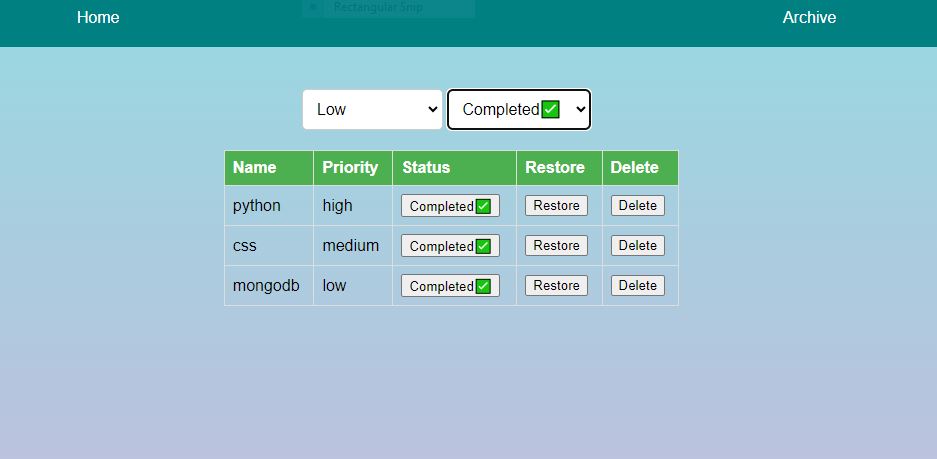 Home Rectangular Snip Archive
Low Completed✅
Name Priority Status Restore Delete
python high Completed✅ Restore Delete
css medium Completed✅ Restore Delete
mongodb low Completed✅ Restore Delete